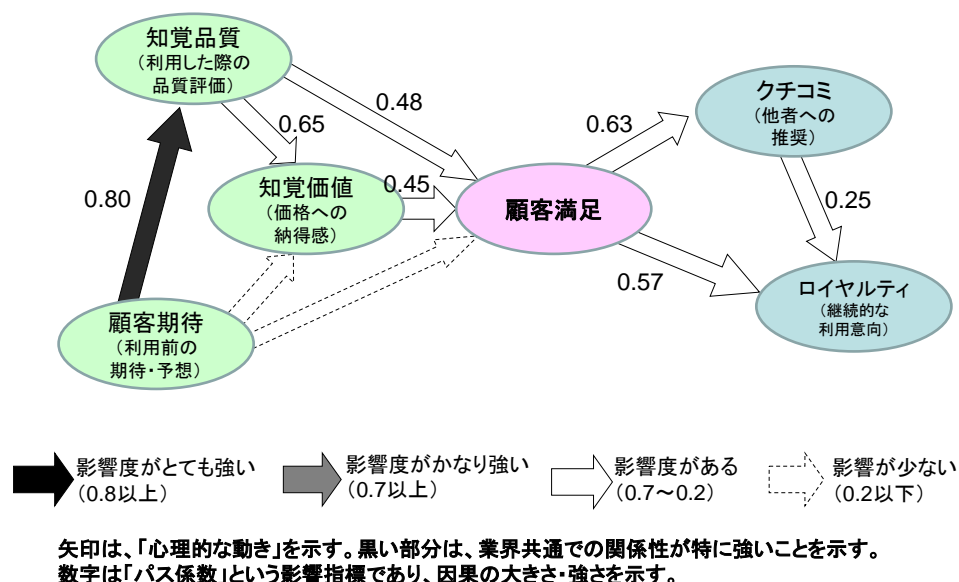 知覚品質
(利用した際の
品質評価)
0.48
クチコミ
(他者への
推奨)
0.63
0.65
知覚価値
(価格への
納得感)
0.45
顧客満足
0.80
0.25
0.57
ロイヤルティ
(継続的な
利用意向)
顧客期待
(利用前の
期待・予想)
影響度がとても強い
(0.8以上)
影響度がかなり強い
(0.7以上)
影響度がある
(0.7~0.2)
影響が少ない
(0.2以下)
矢印は、「心理的な動き」を示す。黒い部分は、業界共通での関係性が特に強いことを示す。
数字は「パス係数」という影響指標であり、因果の大きさ・強さを示す。